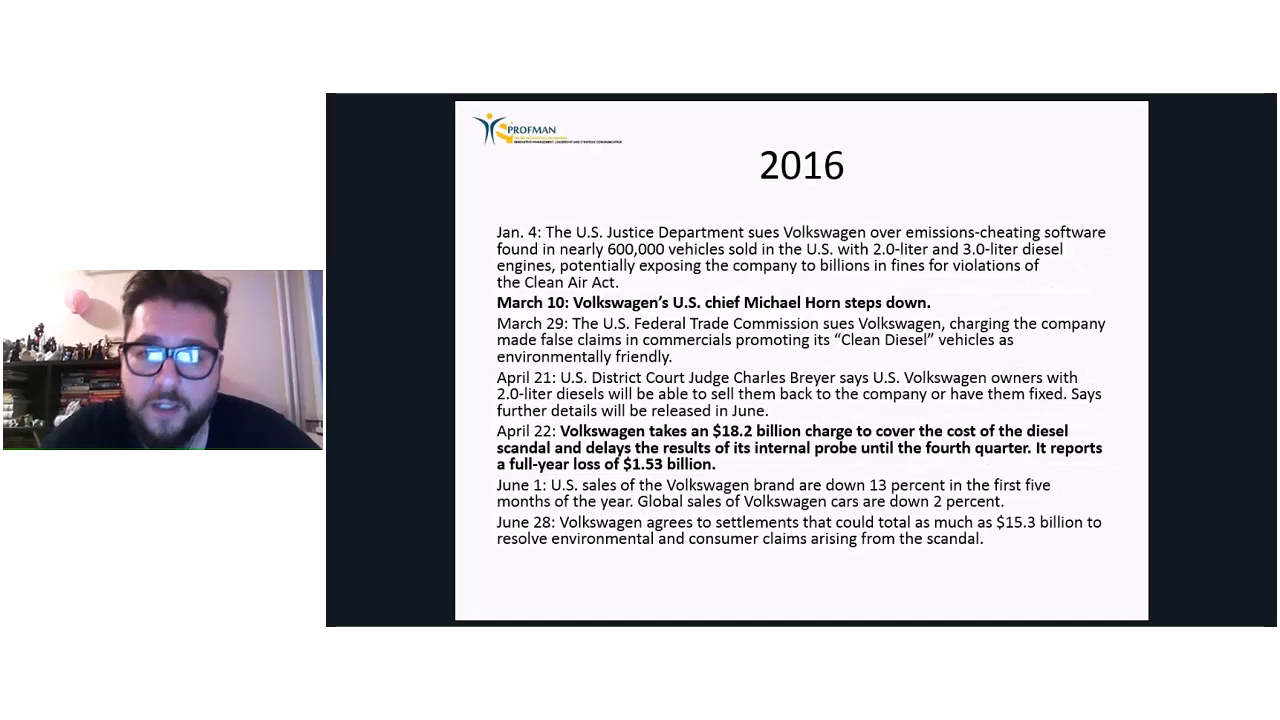 PROFMAN
INNOVATIVE MANAGEMENT, LEADERSHIP AND STRATEGIC COMMUNICATION
2016
Jan. 4: The U.S. Justice Department sues Volkswagen over emissions-cheating software
found in nearly 600,000 vehicles sold in the U.S. with 2.0-liter and 3.0-liter diesel
engines, potentially exposing the company to billions in fines for violations of
the Clean Air Act.
March 10: Volkswagen’s U.S. chief Michael Horn steps down.
March 29: The U.S. Federal Trade Commission sues Volkswagen, charging the company
made false claims in commercials promoting its “Clean Diesel” vehicles as
environmentally friendly.
April 21: U.S. District Court Judge Charles Breyer says U.S. Volkswagen owners with
2.0-liter diesels will be able to sell them back to the company or have them fixed. Says
further details will be released in June.
April 22: Volkswagen takes an $18.2 billion charge to cover the cost of the diesel
scandal and delays the results of its internal probe until the fourth quarter. It reports
a full-year loss of $1.53 billion.
June 1: U.S. sales of the Volkswagen brand are down 13 percent in the first five
months of the year. Global sales of Volkswagen cars are down 2 percent.
June 28: Volkswagen agrees to settlements that could total as much as $15.3 billion to
resolve environmental and consumer claims arising from the scandal.